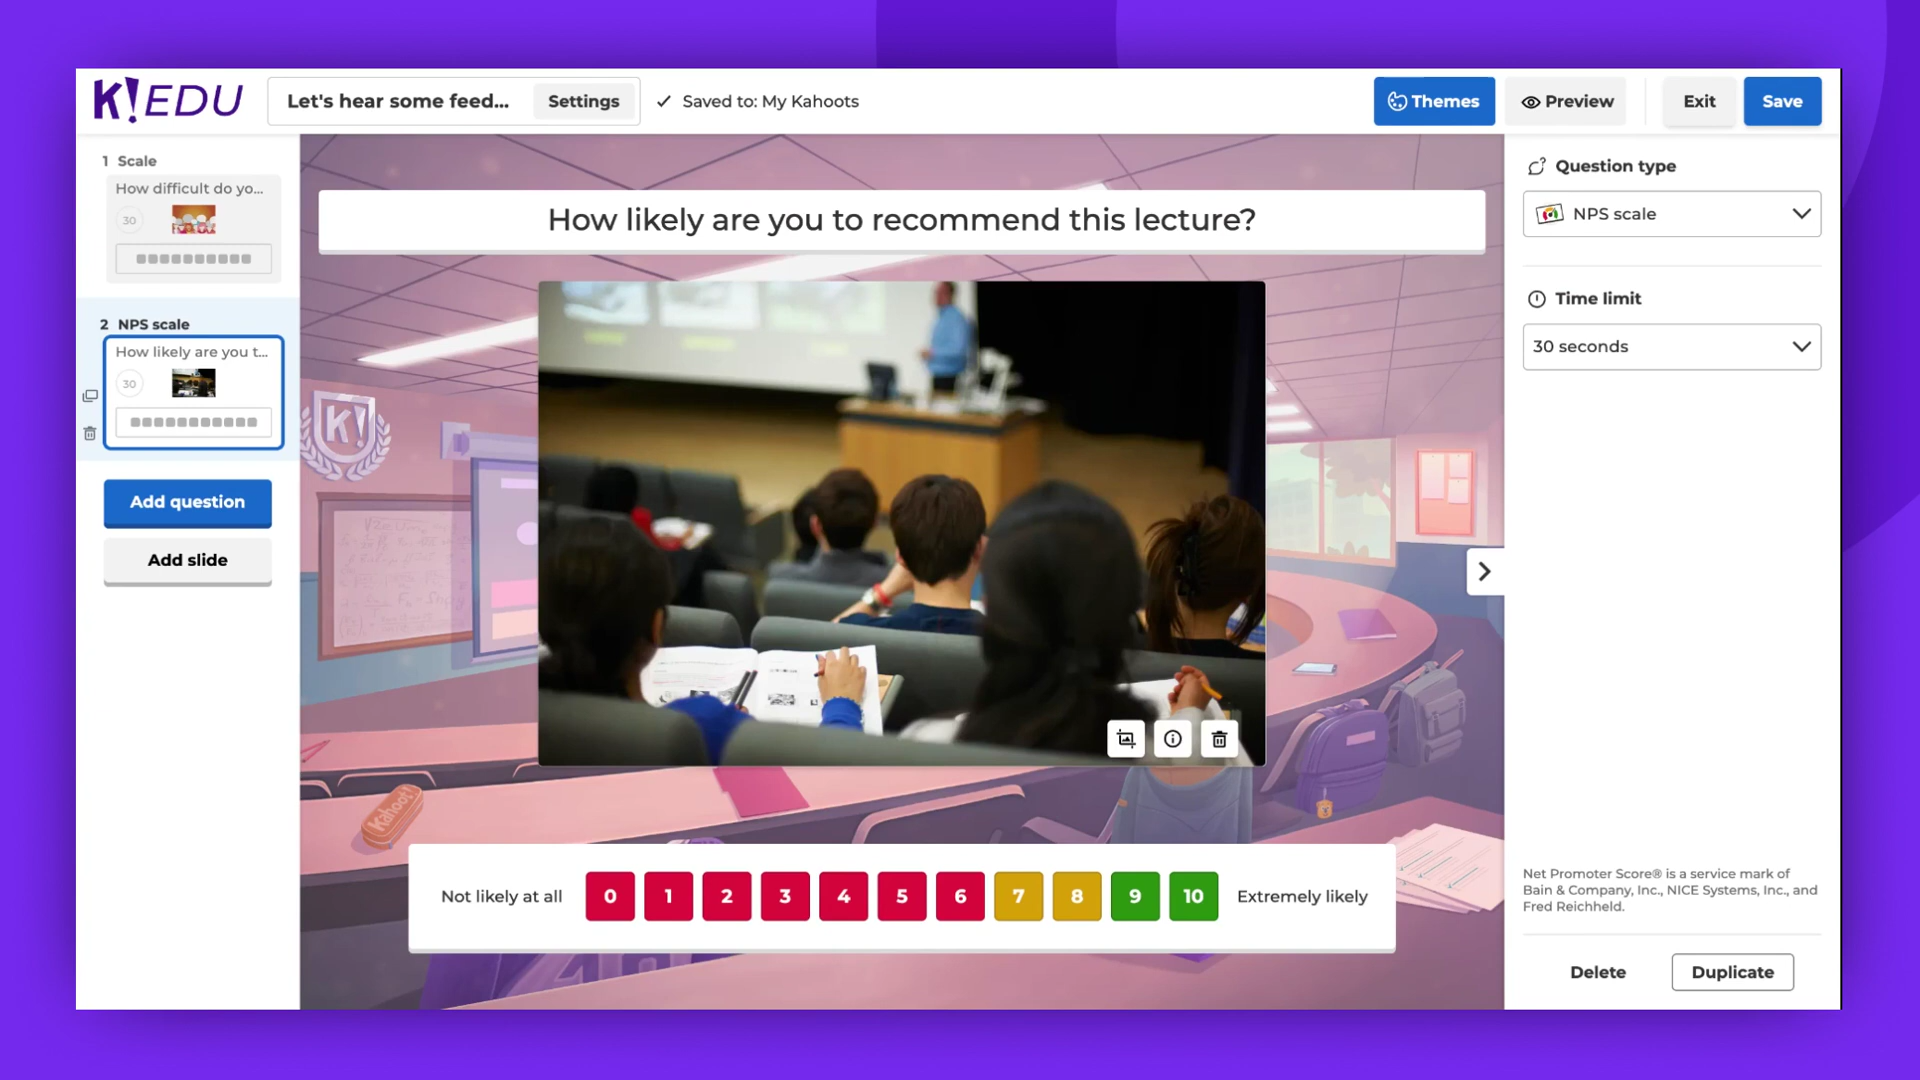 K!EDU
Let's hear some feed...
Settings
Saved to: My Kahoots
Themes
Preview
Exit
Save
1 Scale
How difficult do yo...
30
2 NPS scale
How likely are you t...
30
Add question
Add slide
How likely are you to recommend this lecture?
K!
Kahoot!
Not likely at all
0
1
2
3
4
5
6
7
8
9
10
Extremely likely
Question type
NPS scale
Time limit
30 seconds
Net Promoter Score® is a service mark of
Bain & Company, Inc., NICE Systems, Inc., and
Fred Reichheld.
Delete
Duplicate